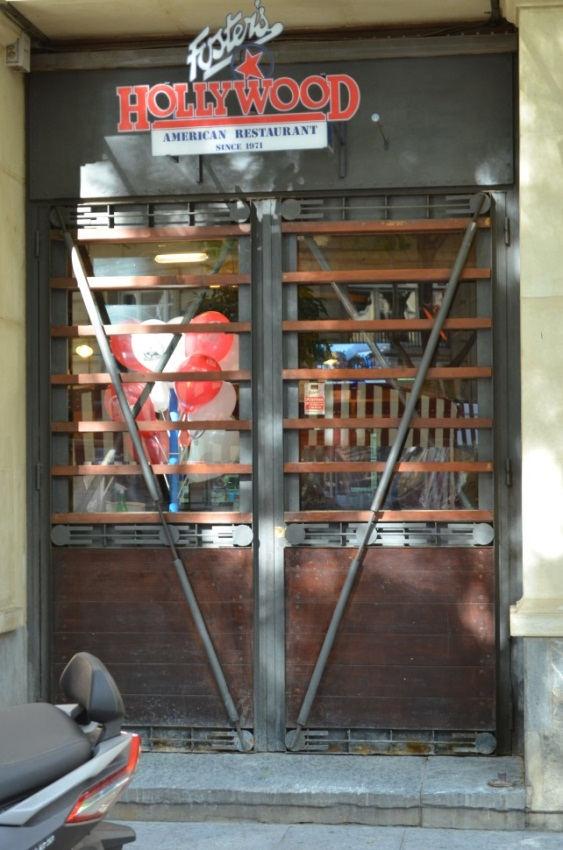 Foster's
HOLLYWOOD
AMERICAN RESTAURANT
SINCE 1971